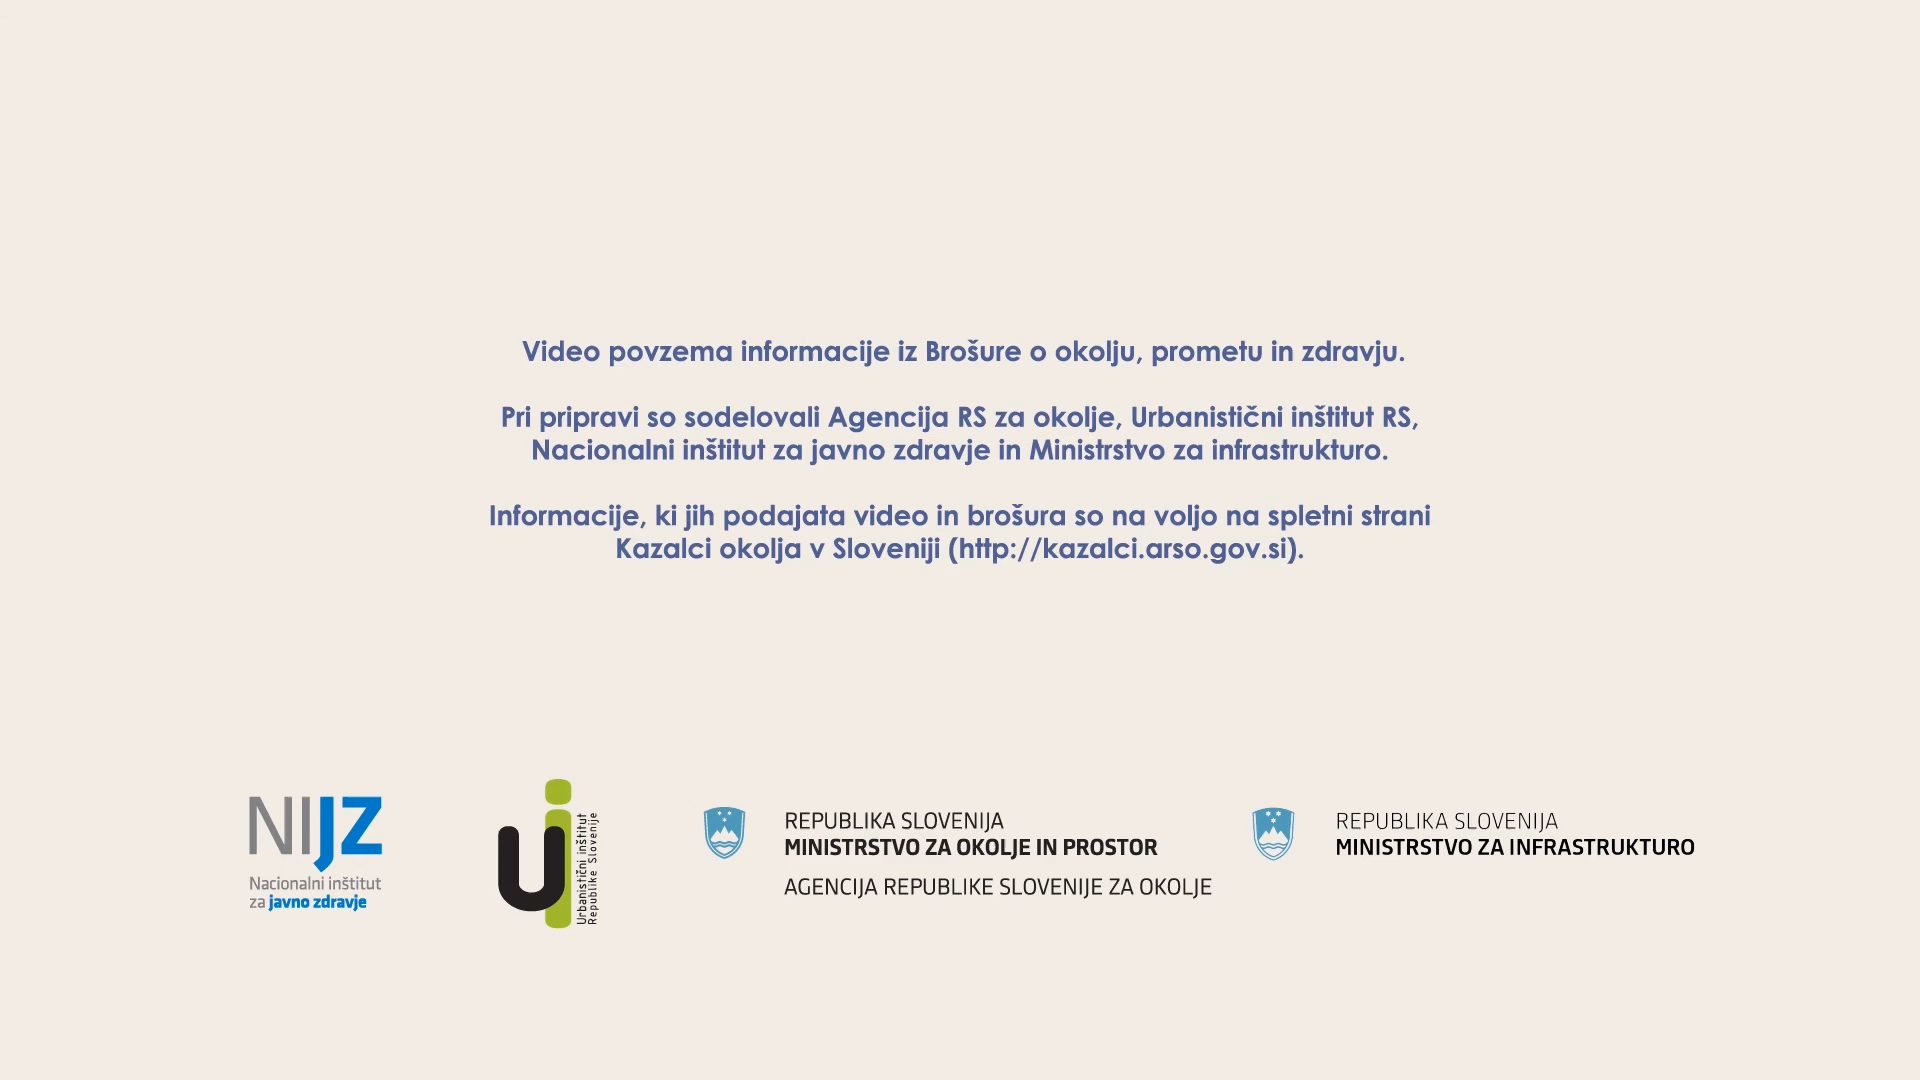 Video povzema informacije iz Brošure o okolju, prometu in zdravju.
Pri pripravi so sodelovali Agencija RS za okolje, Urbanistični inštitut RS,
Nacionalni inštitut za javno zdravje in Ministrstvo za infrastrukturo.
Informacije, ki jih podajata video in brošura so na voljo na spletni strani
Kazalci okolja v Sloveniji (http://kazalci.arso.gov.si).
NIJZ
Nacionalni inštitut
za javno zdravje
ui
Urbanistični inštitut
Republike Slovenije
REPUBLIKA SLOVENIJA
MINISTRSTVO ZA OKOLJE IN PROSTOR
AGENCIJA REPUBLIKE SLOVENIJE ZA OKOLJE
REPUBLIKA SLOVENIJA
MINISTRSTVO ZA INFRASTRUKTURO